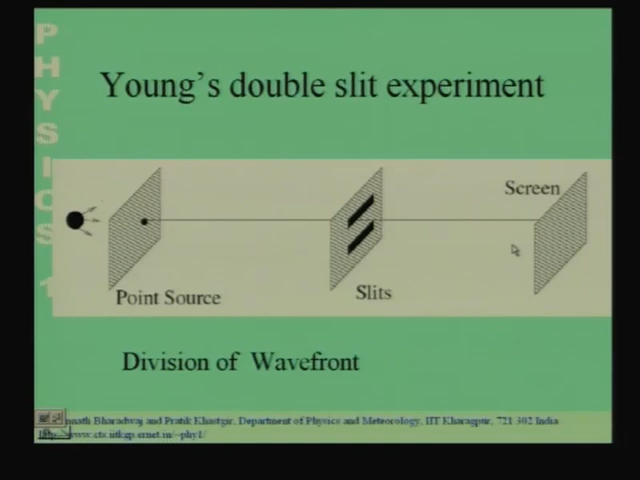 PHYSICS 1
Young's double slit experiment
Screen
Point Source
Slits
Division of Wavefront
Bharadwaj and Pratik Khastgir, Department of Physics and Meteorology, IIT Kharagpur, 721 302 India